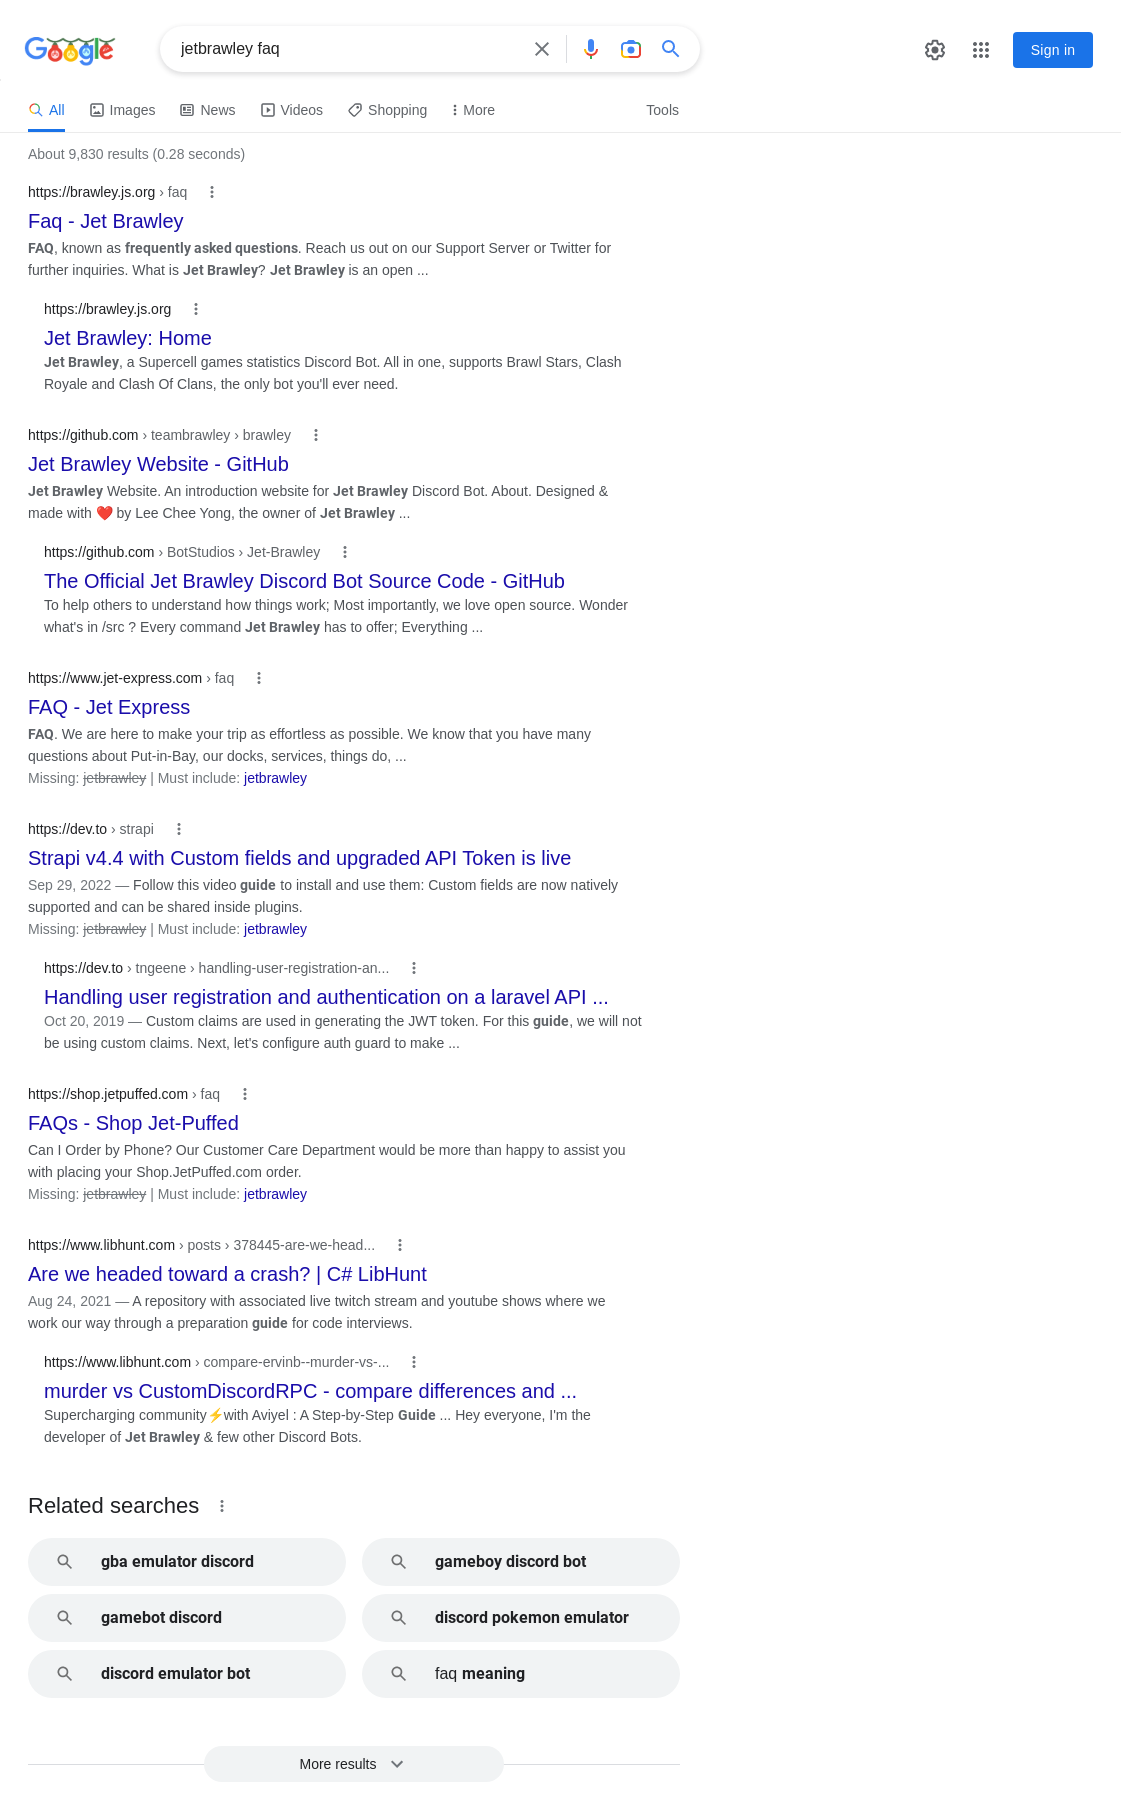 Google
jetbrawley faq
Sign in
All Images News Videos Shopping More Tools
About 9,830 results (0.28 seconds)
https://brawley.js.org › faq
Faq - Jet Brawley
FAQ, known as frequently asked questions. Reach us out on our Support Server or Twitter for
further inquiries. What is Jet Brawley? Jet Brawley is an open ...
https://brawley.js.org
Jet Brawley: Home
Jet Brawley, a Supercell games statistics Discord Bot. All in one, supports Brawl Stars, Clash
Royale and Clash Of Clans, the only bot you'll ever need.
https://github.com › teambrawley › brawley
Jet Brawley Website - GitHub
Jet Brawley Website. An introduction website for Jet Brawley Discord Bot. About. Designed &
made with ❤️ by Lee Chee Yong, the owner of Jet Brawley ...
https://github.com › BotStudios › Jet-Brawley
The Official Jet Brawley Discord Bot Source Code - GitHub
To help others to understand how things work; Most importantly, we love open source. Wonder
what's in /src ? Every command Jet Brawley has to offer; Everything ...
https://www.jet-express.com › faq
FAQ - Jet Express
FAQ. We are here to make your trip as effortless as possible. We know that you have many
questions about Put-in-Bay, our docks, services, things do, ...
Missing: jetbrawley | Must include: jetbrawley
https://dev.to › strapi
Strapi v4.4 with Custom fields and upgraded API Token is live
Sep 29, 2022 — Follow this video guide to install and use them: Custom fields are now natively
supported and can be shared inside plugins.
Missing: jetbrawley | Must include: jetbrawley
https://dev.to › tngeene › handling-user-registration-an...
Handling user registration and authentication on a laravel API ...
Oct 20, 2019 — Custom claims are used in generating the JWT token. For this guide, we will not
be using custom claims. Next, let's configure auth guard to make ...
https://shop.jetpuffed.com › faq
FAQs - Shop Jet-Puffed
Can I Order by Phone? Our Customer Care Department would be more than happy to assist you
with placing your Shop.JetPuffed.com order.
Missing: jetbrawley | Must include: jetbrawley
https://www.libhunt.com › posts › 378445-are-we-head...
Are we headed toward a crash? | C# LibHunt
Aug 24, 2021 — A repository with associated live twitch stream and youtube shows where we
work our way through a preparation guide for code interviews.
https://www.libhunt.com › compare-ervinb--murder-vs-...
murder vs CustomDiscordRPC - compare differences and ...
Supercharging community⚡with Aviyel : A Step-by-Step Guide ... Hey everyone, I'm the
developer of Jet Brawley & few other Discord Bots.
Related searches
gba emulator discord
gameboy discord bot
gamebot discord
discord pokemon emulator
discord emulator bot
faq meaning
More results